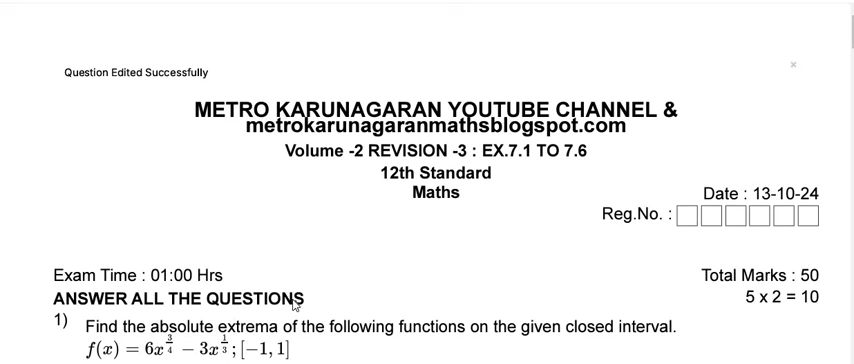 Question Edited Successfully
METRO KARUNAGARAN YOUTUBE CHANNEL &
metrokarunagaranmathsblogspot.com
Volume -2 REVISION -3 : EX.7.1 TO 7.6
12th Standard
Maths
Date : 13-10-24
Reg.No. :
Exam Time : 01:00 Hrs
Total Marks : 50
ANSWER ALL THE QUESTIONS
5 x 2 = 10
1) Find the absolute extrema of the following functions on the given closed interval.
f(x) = 6x^{3/4} − 3x^{1/3}; [−1, 1]